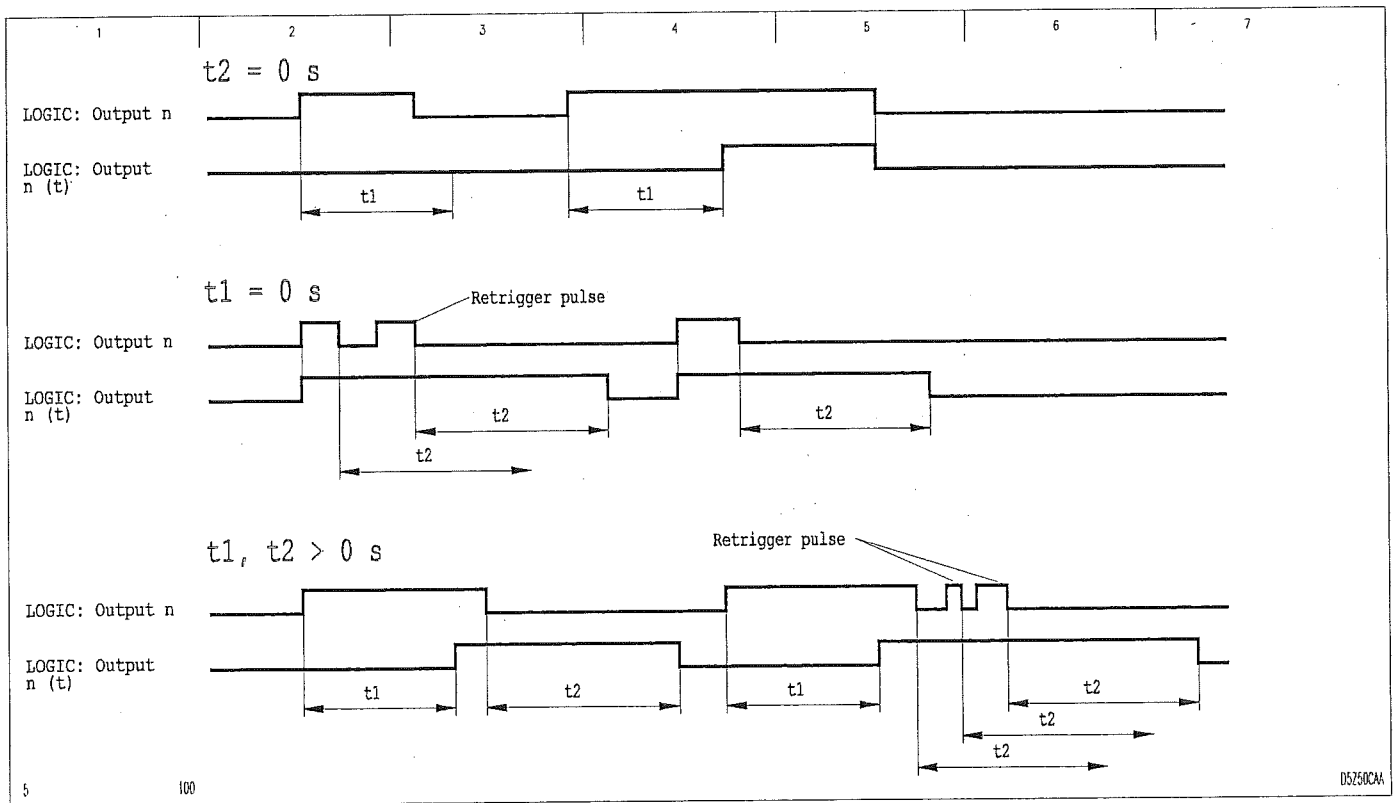 1 2 3 4 5 6 7
t2 = 0 s
LOGIC: Output n
LOGIC: Output
n (t)
t1 t1
t1 = 0 s
Retrigger pulse
LOGIC: Output n
LOGIC: Output
n (t)
t2 t2
t2
t1, t2 > 0 s
Retrigger pulse
LOGIC: Output n
LOGIC: Output
n (t)
t1 t2 t1 t2
t2
t2
5 100 D5Z50CAA